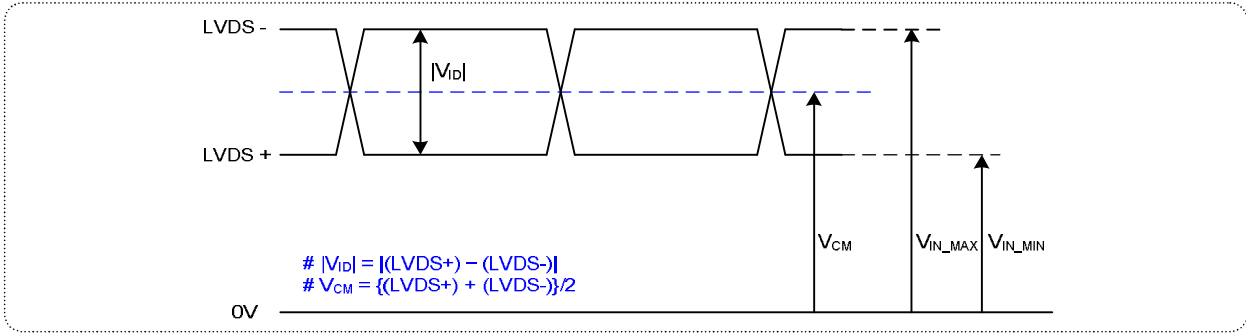 LVDS -
|VID|
LVDS +
VCM
VIN_MAX
VIN_MIN
# |VID| = |(LVDS+) − (LVDS-)|
# VCM = {(LVDS+) + (LVDS-)}/2
0V